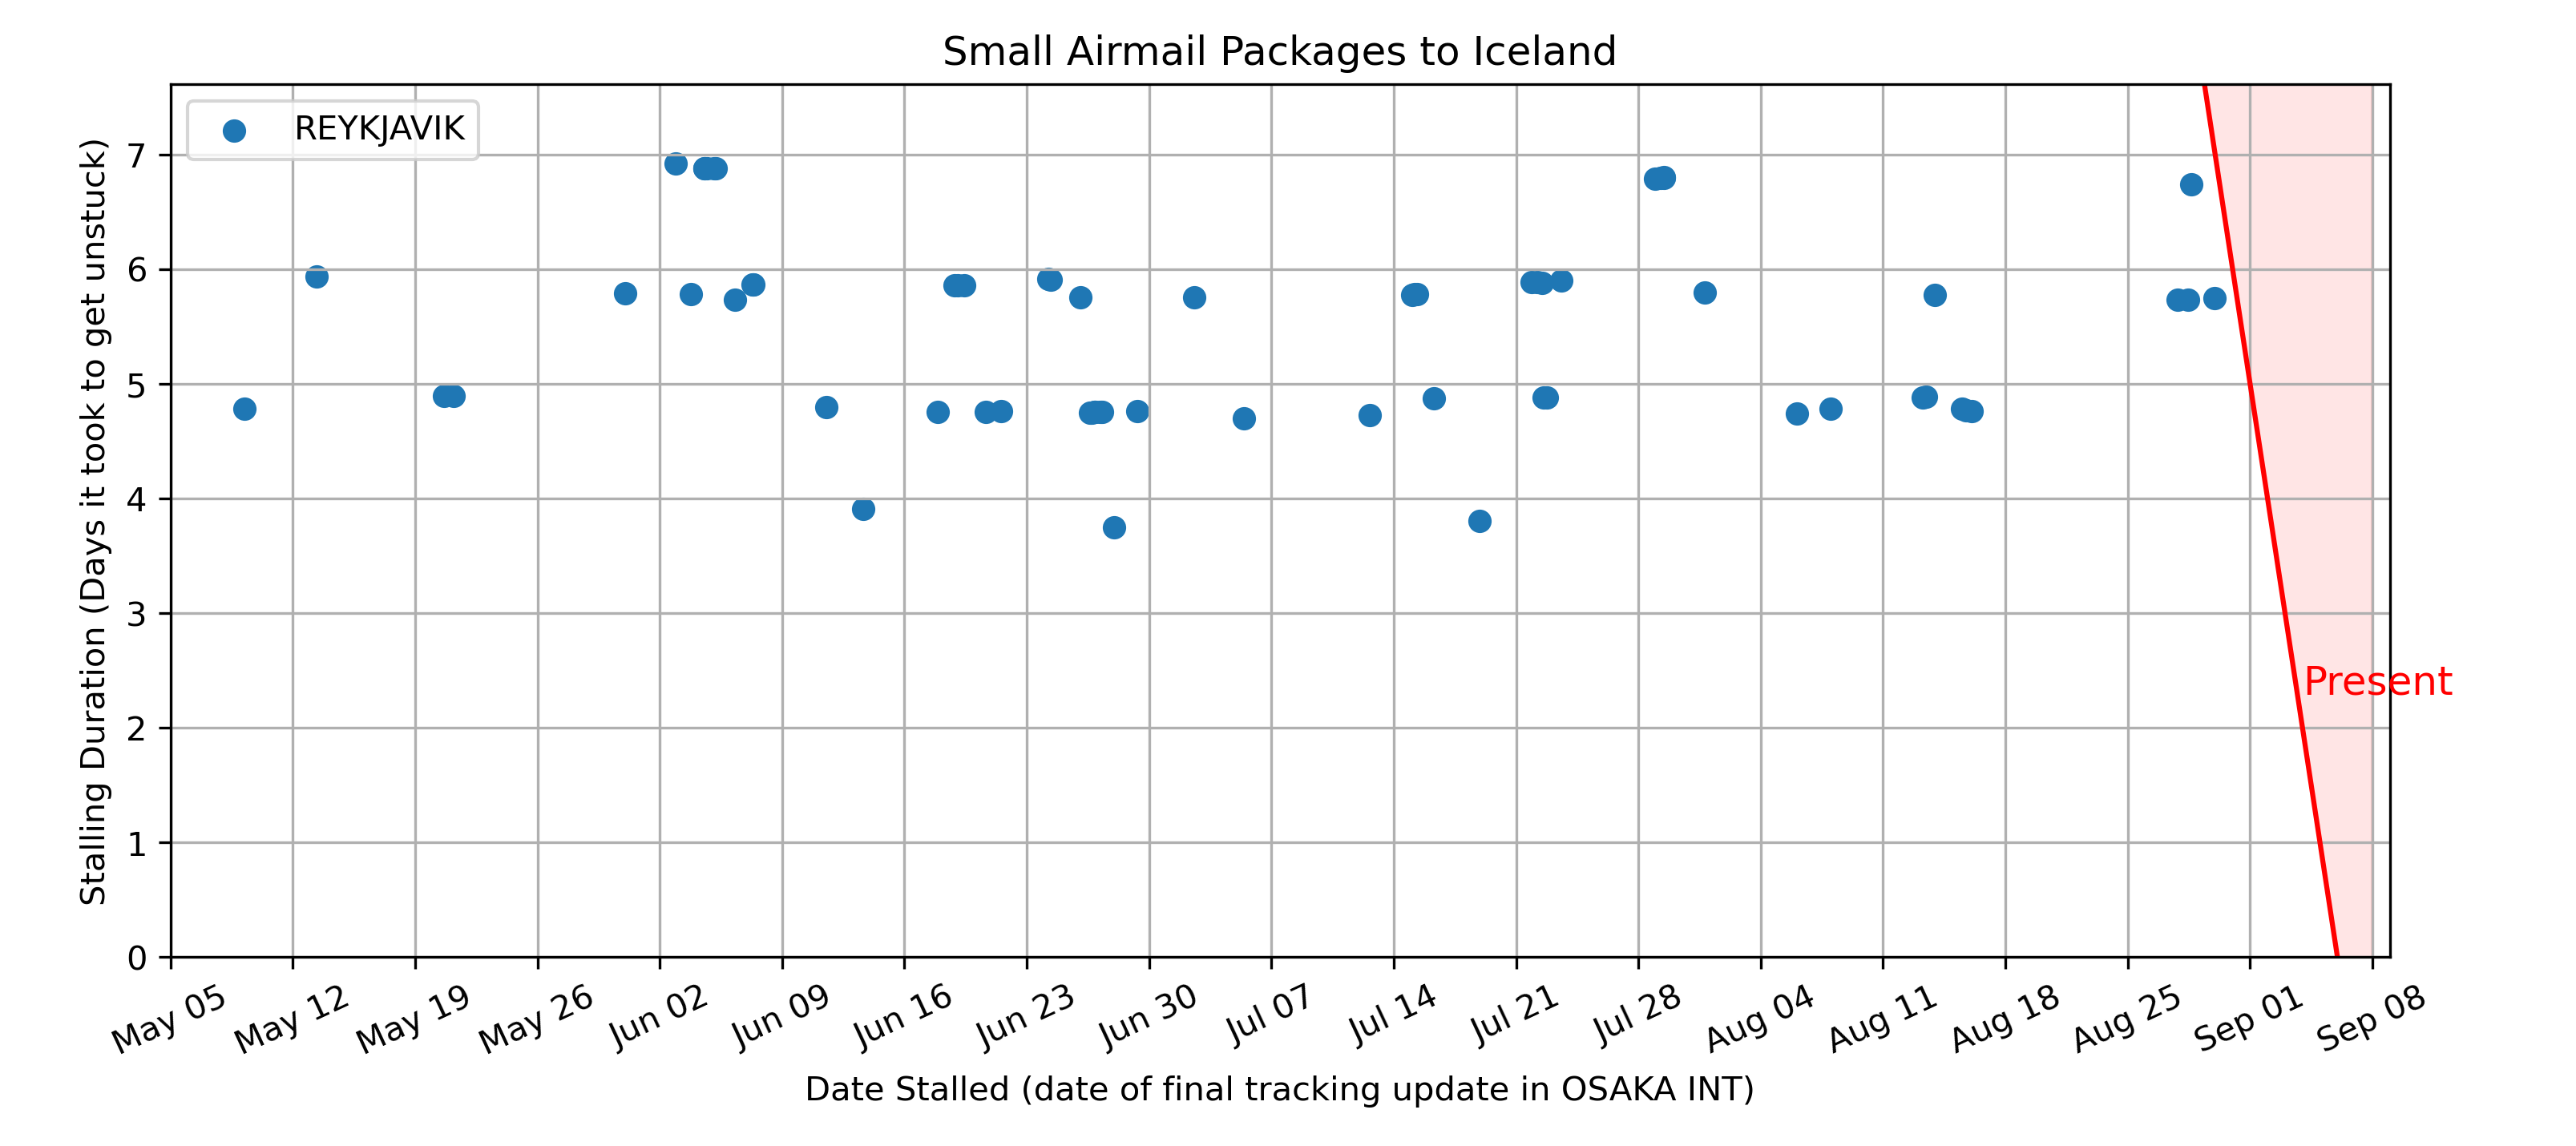 Small Airmail Packages to Iceland
REYKJAVIK
Stalling Duration (Days it took to get unstuck)
7
6
5
4
3
2
1
0
Present
May 05
May 12
May 19
May 26
Jun 02
Jun 09
Jun 16
Jun 23
Jun 30
Jul 07
Jul 14
Jul 21
Jul 28
Aug 04
Aug 11
Aug 18
Aug 25
Sep 01
Sep 08
Date Stalled (date of final tracking update in OSAKA INT)